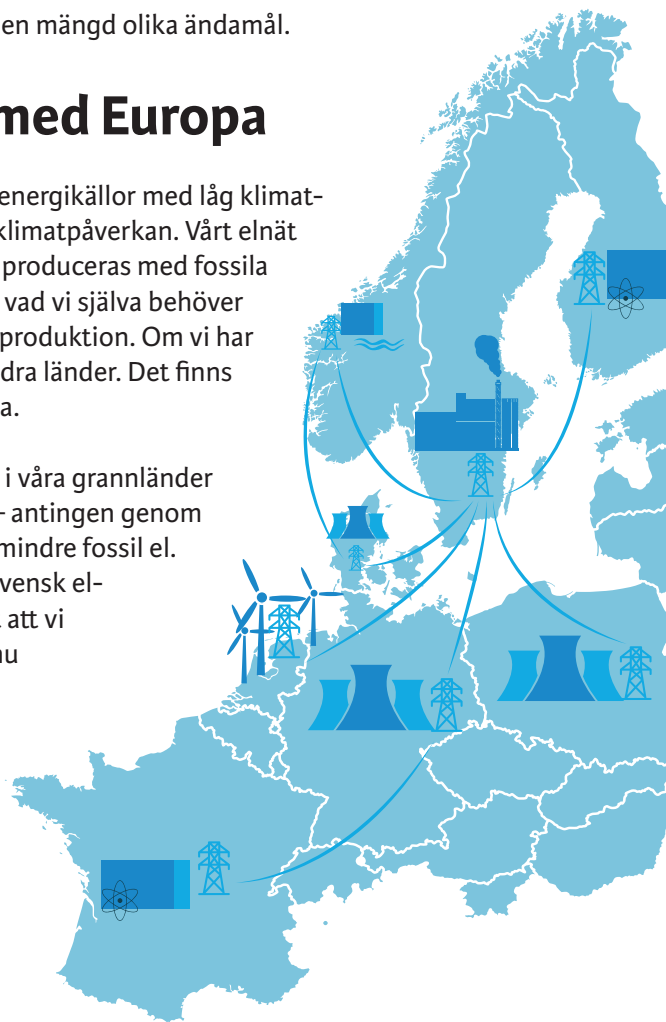 en mängd olika ändamål.
med Europa
energikällor med låg klimat-
klimatpåverkan. Vårt elnät
produceras med fossila
vad vi själva behöver
produktion. Om vi har
dra länder. Det finns
a.
i våra grannländer
– antingen genom
mindre fossil el.
vensk el-
att vi
nu